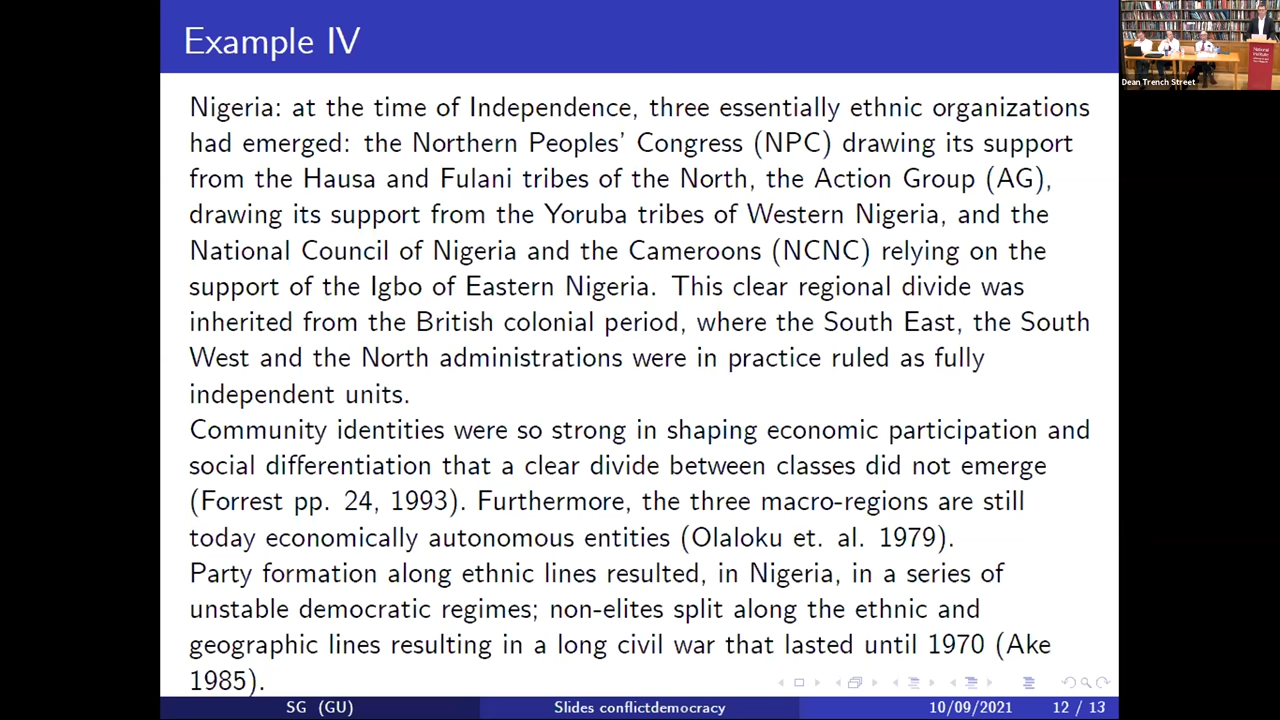 Example IV
Nigeria: at the time of Independence, three essentially ethnic organizations
had emerged: the Northern Peoples' Congress (NPC) drawing its support
from the Hausa and Fulani tribes of the North, the Action Group (AG),
drawing its support from the Yoruba tribes of Western Nigeria, and the
National Council of Nigeria and the Cameroons (NCNC) relying on the
support of the Igbo of Eastern Nigeria. This clear regional divide was
inherited from the British colonial period, where the South East, the South
West and the North administrations were in practice ruled as fully
independent units.
Community identities were so strong in shaping economic participation and
social differentiation that a clear divide between classes did not emerge
(Forrest pp. 24, 1993). Furthermore, the three macro-regions are still
today economically autonomous entities (Olaloku et. al. 1979).
Party formation along ethnic lines resulted, in Nigeria, in a series of
unstable democratic regimes; non-elites split along the ethnic and
geographic lines resulting in a long civil war that lasted until 1970 (Ake
1985).
SG (GU) Slides conflictdemocracy 10/09/2021 12 / 13
Dean Trench Street
National
Institute